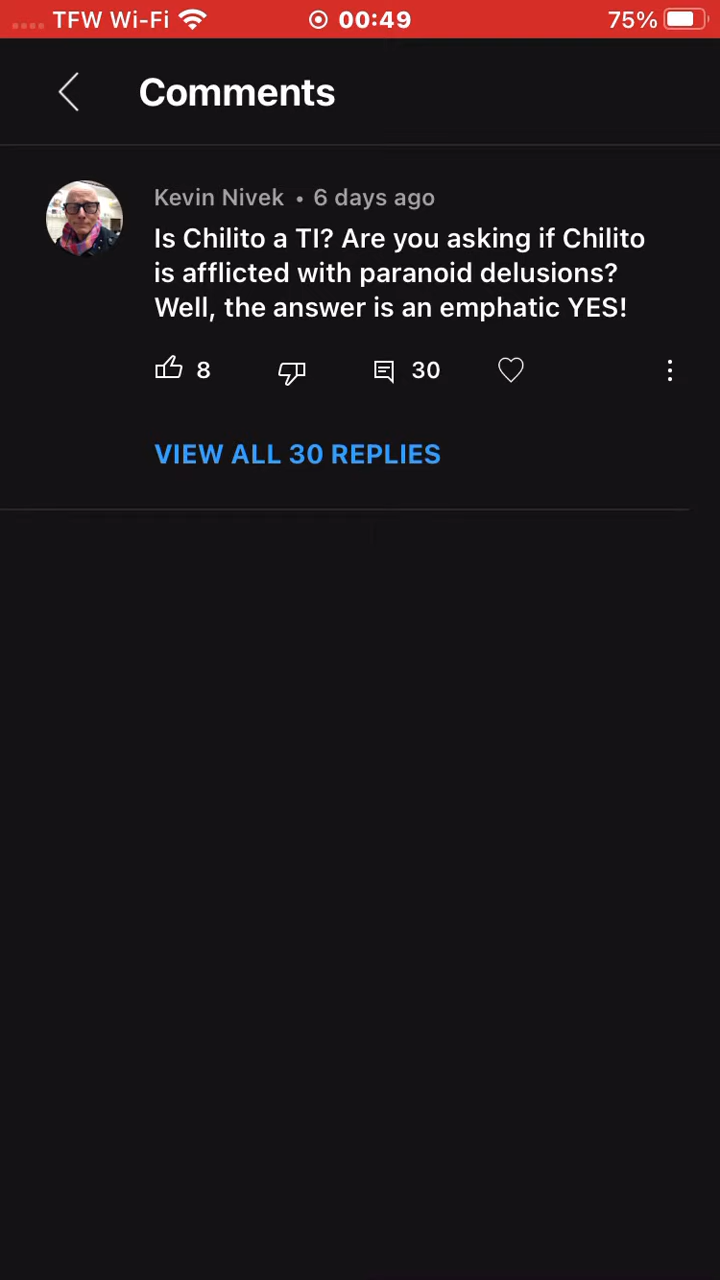 TFW Wi-Fi 00:49 75%
Comments
Kevin Nivek • 6 days ago
Is Chilito a TI? Are you asking if Chilito
is afflicted with paranoid delusions?
Well, the answer is an emphatic YES!
8 30
VIEW ALL 30 REPLIES